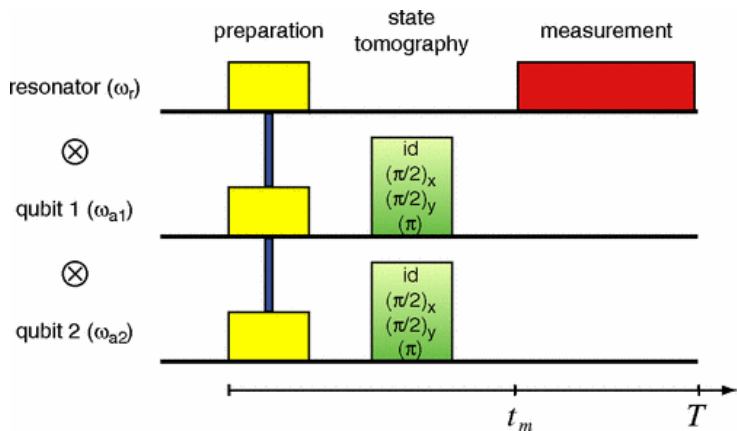 preparation
state
tomography
measurement
resonator (ωr)
⊗
id
(π/2)x
(π/2)y
(π)
qubit 1 (ωa1)
⊗
id
(π/2)x
(π/2)y
(π)
qubit 2 (ωa2)
tm
T